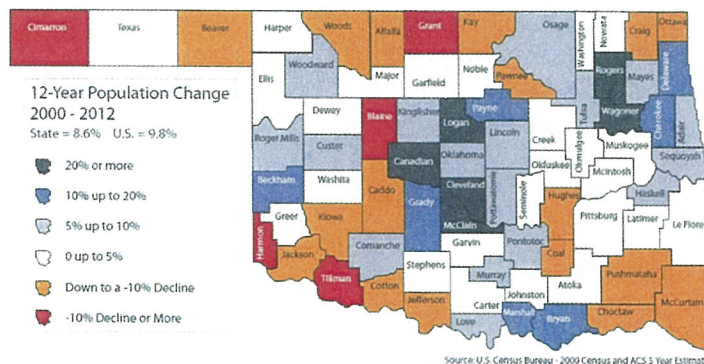 Cimarron Texas Beaver Harper Woods Alfalfa Grant Kay Osage Washington Nowata Craig Ottawa
Ellis Woodward Major Garfield Noble Pawnee Rogers Mayes Delaware
12-Year Population Change
2000 - 2012
State = 8.6% U.S. = 9.8%
20% or more
10% up to 20%
5% up to 10%
0 up to 5%
Down to a -10% Decline
-10% Decline or More
Dewey Blaine Kingfisher Logan Payne Tulsa Wagoner Cherokee Adair
Roger Mills Custer Canadian Oklahoma Lincoln Creek Okmulgee Muskogee Sequoyah
Beckham Washita Caddo Grady Cleveland Pottawatomie Seminole Okfuskee McIntosh Haskell
Greer Kiowa McClain Hughes Pittsburg Latimer Le Flore
Harmon Jackson Comanche Stephens Garvin Pontotoc Coal
Tillman Cotton Jefferson Murray Johnston Atoka Pushmataha
Carter Love Marshall Bryan Choctaw McCurtain
Source: U.S. Census Bureau - 2000 Census and ACS 5 Year Estimat